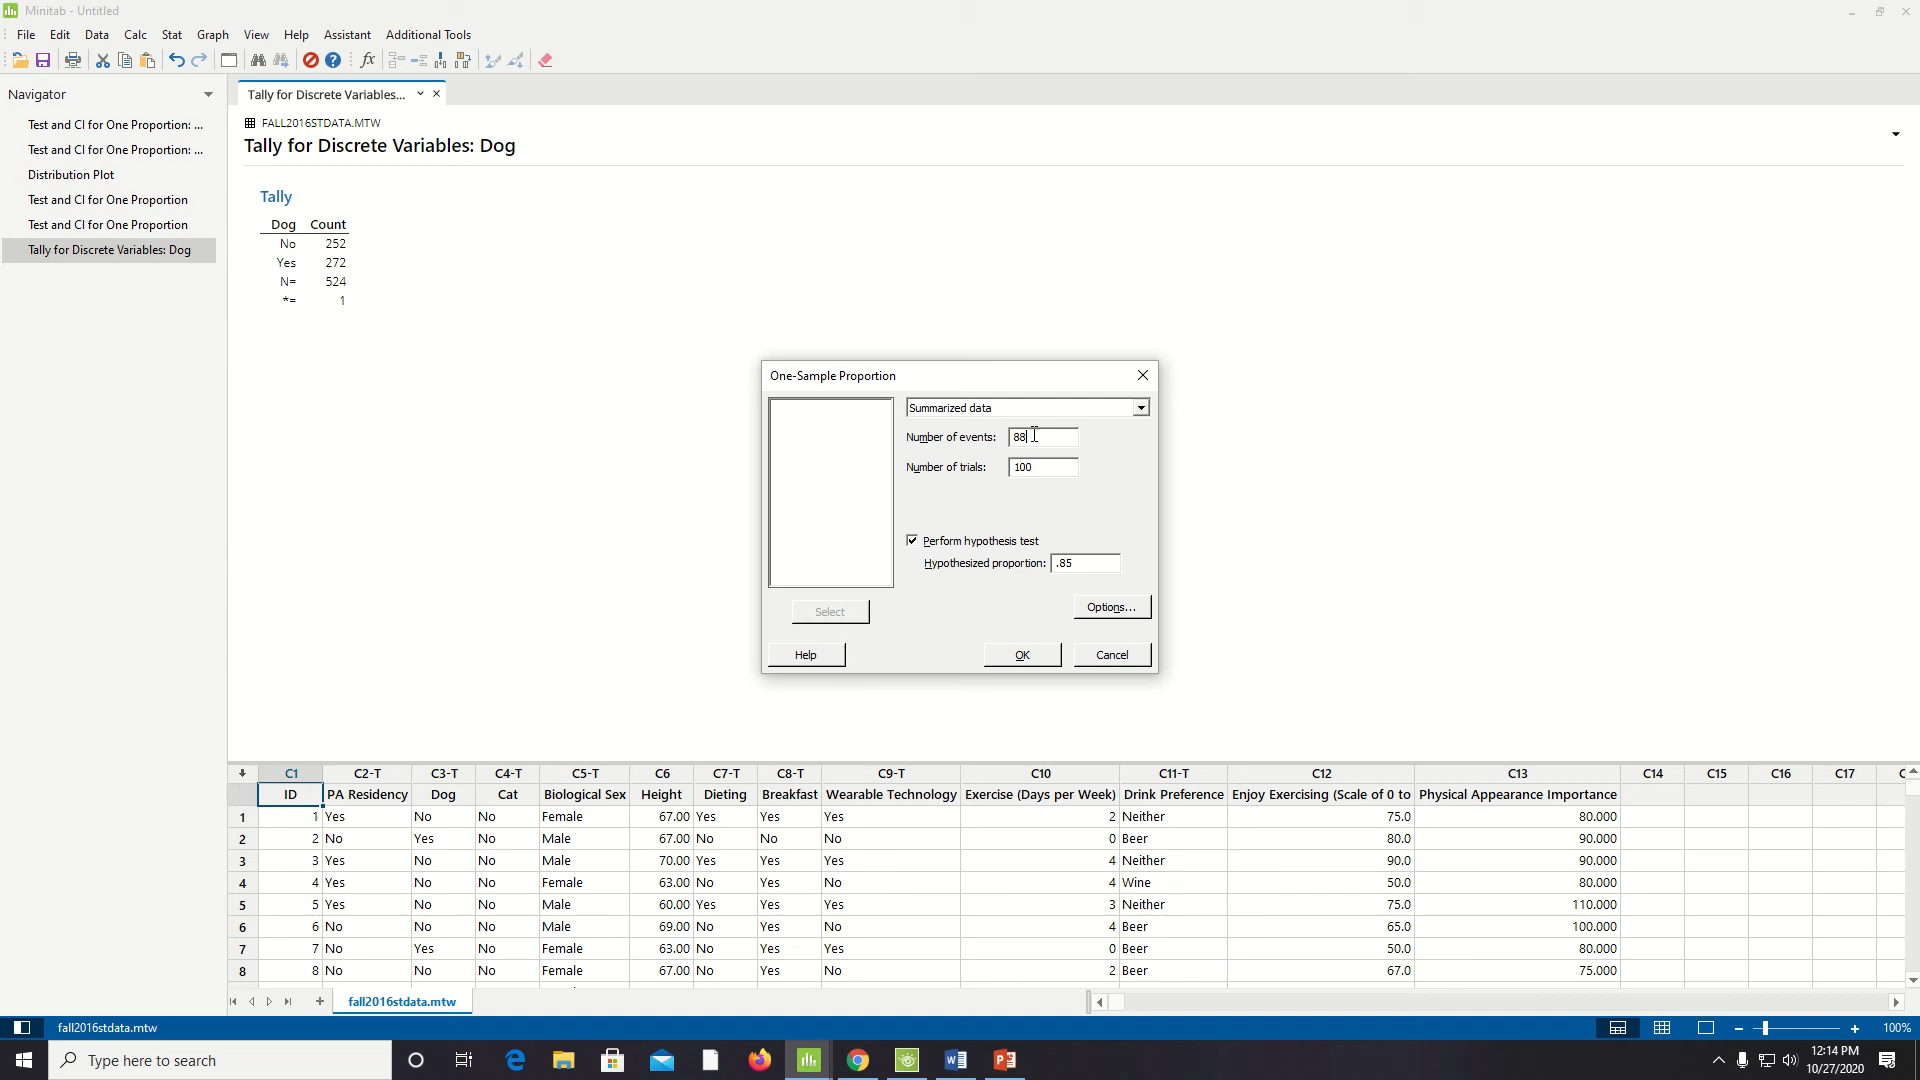 Minitab - Untitled
File Edit Data Calc Stat Graph View Help Assistant Additional Tools
Navigator
Test and CI for One Proportion: ...
Test and CI for One Proportion: ...
Distribution Plot
Test and CI for One Proportion
Test and CI for One Proportion
Tally for Discrete Variables: Dog
Tally for Discrete Variables...
FALL2016STDATA.MTW
Tally for Discrete Variables: Dog
Tally
Dog Count
No 252
Yes 272
N= 524
*= 1
One-Sample Proportion
Summarized data
Number of events: 88
Number of trials: 100
Perform hypothesis test
Hypothesized proportion: .85
Select
Options...
Help
OK
Cancel
C1 C2-T C3-T C4-T C5-T C6 C7-T C8-T C9-T C10 C11-T C12 C13 C14 C15 C16 C17 C
ID PA Residency Dog Cat Biological Sex Height Dieting Breakfast Wearable Technology Exercise (Days per Week) Drink Preference Enjoy Exercising (Scale of 0 to Physical Appearance Importance
1 1 Yes No No Female 67.00 Yes Yes Yes 2 Neither 75.0 80.000
2 2 No Yes No Male 67.00 No No No 0 Beer 80.0 90.000
3 3 Yes No No Male 70.00 Yes Yes Yes 4 Neither 90.0 90.000
4 4 Yes No No Female 63.00 No Yes No 4 Wine 50.0 80.000
5 5 Yes No No Male 60.00 Yes Yes Yes 3 Neither 75.0 110.000
6 6 No No No Male 69.00 No Yes No 4 Beer 65.0 100.000
7 7 No Yes No Female 63.00 No Yes Yes 0 Beer 50.0 80.000
8 8 No No No Female 67.00 No Yes No 2 Beer 67.0 75.000
fall2016stdata.mtw
fall2016stdata.mtw
100%
Type here to search
12:14 PM
10/27/2020